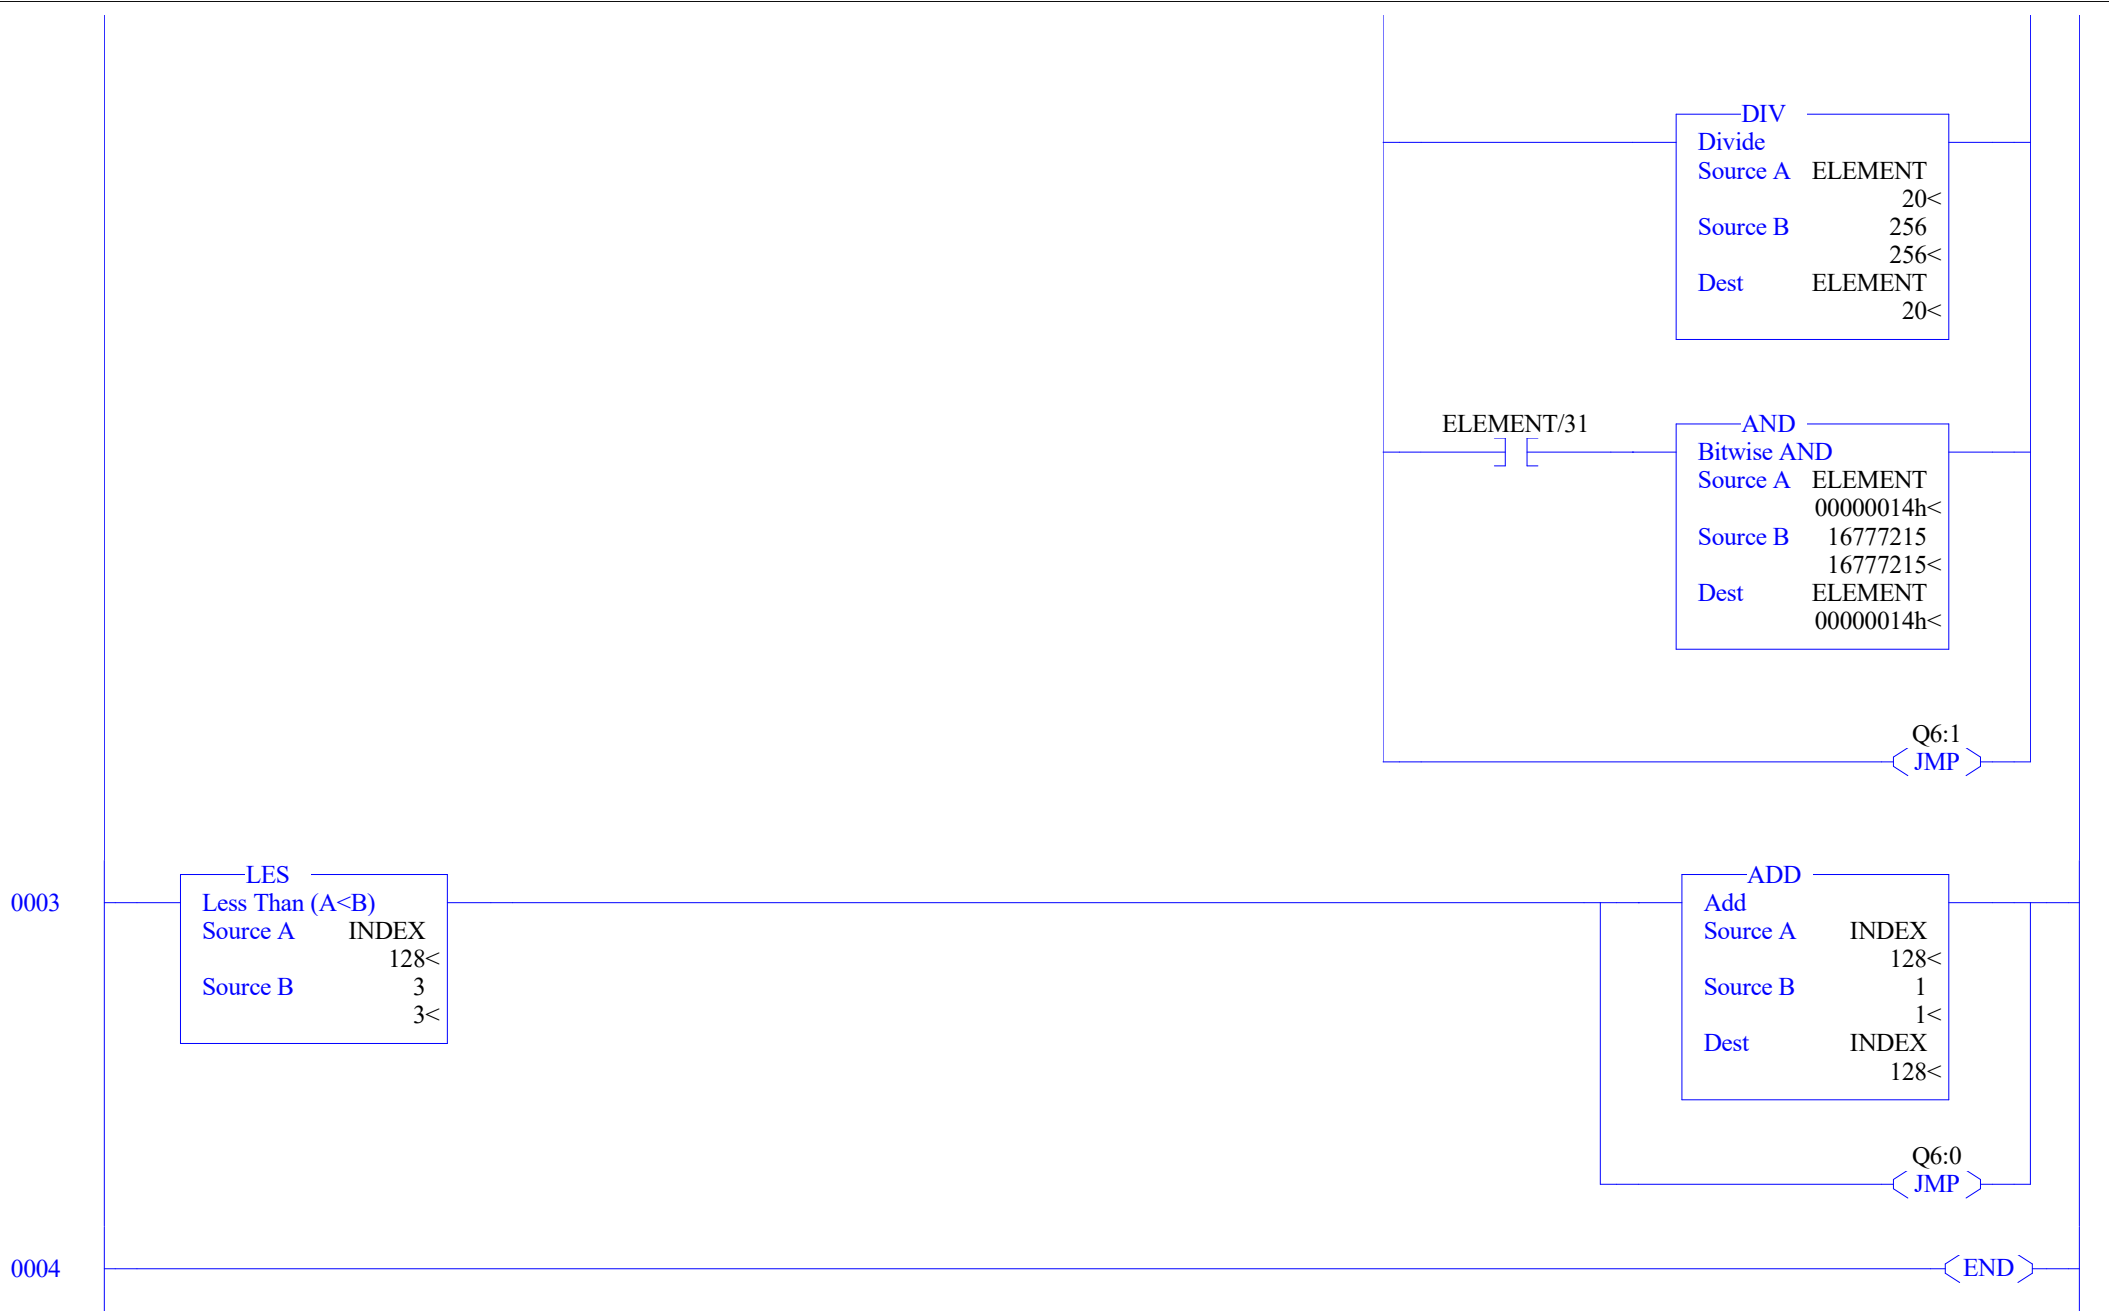 DIV
Divide
Source A ELEMENT
20<
Source B 256
256<
Dest ELEMENT
20<
ELEMENT/31
AND
Bitwise AND
Source A ELEMENT
00000014h<
Source B 16777215
16777215<
Dest ELEMENT
00000014h<
Q6:1
JMP
0003
LES
Less Than (A<B)
Source A INDEX
128<
Source B 3
3<
ADD
Add
Source A INDEX
128<
Source B 1
1<
Dest INDEX
128<
Q6:0
JMP
0004
END